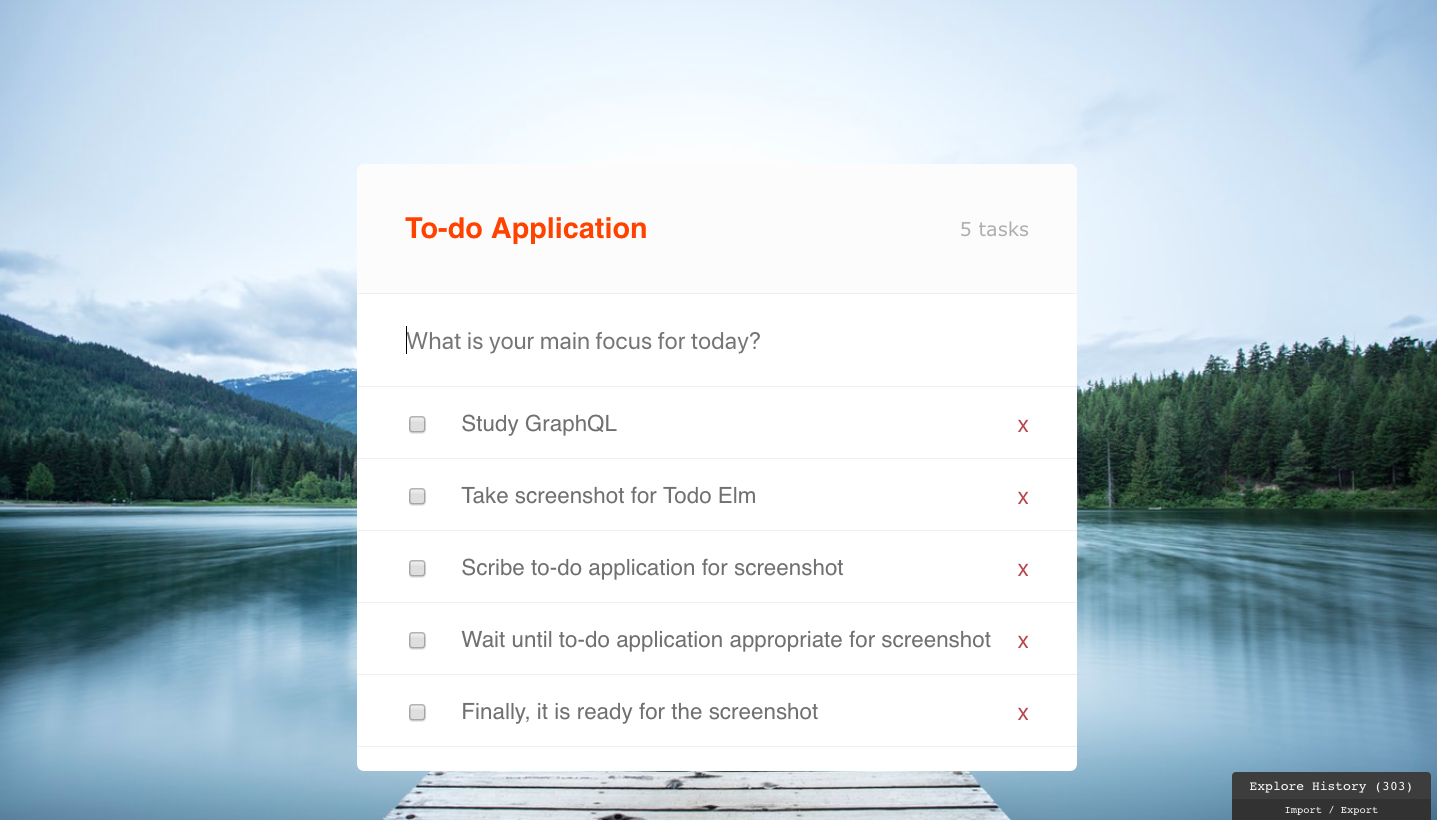 To-do Application
5 tasks
What is your main focus for today?
Study GraphQL x
Take screenshot for Todo Elm x
Scribe to-do application for screenshot x
Wait until to-do application appropriate for screenshot x
Finally, it is ready for the screenshot x
Explore History (303)
Import / Export